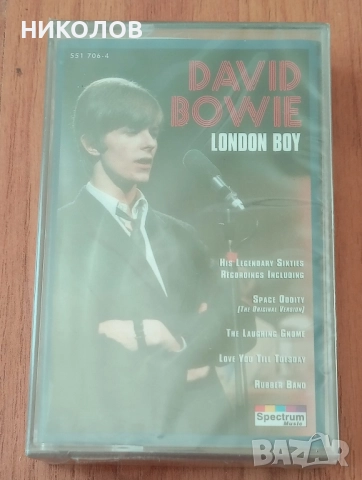 НИКОЛОВ
551 706-4
DAVID
BOWIE
LONDON BOY
HIS LEGENDARY SIXTIES
RECORDINGS INCLUDING
SPACE ODDITY
[THE ORIGINAL VERSION]
THE LAUGHING GNOME
LOVE YOU TILL TUESDAY
RUBBER BAND
Spectrum
Music
BAZAR